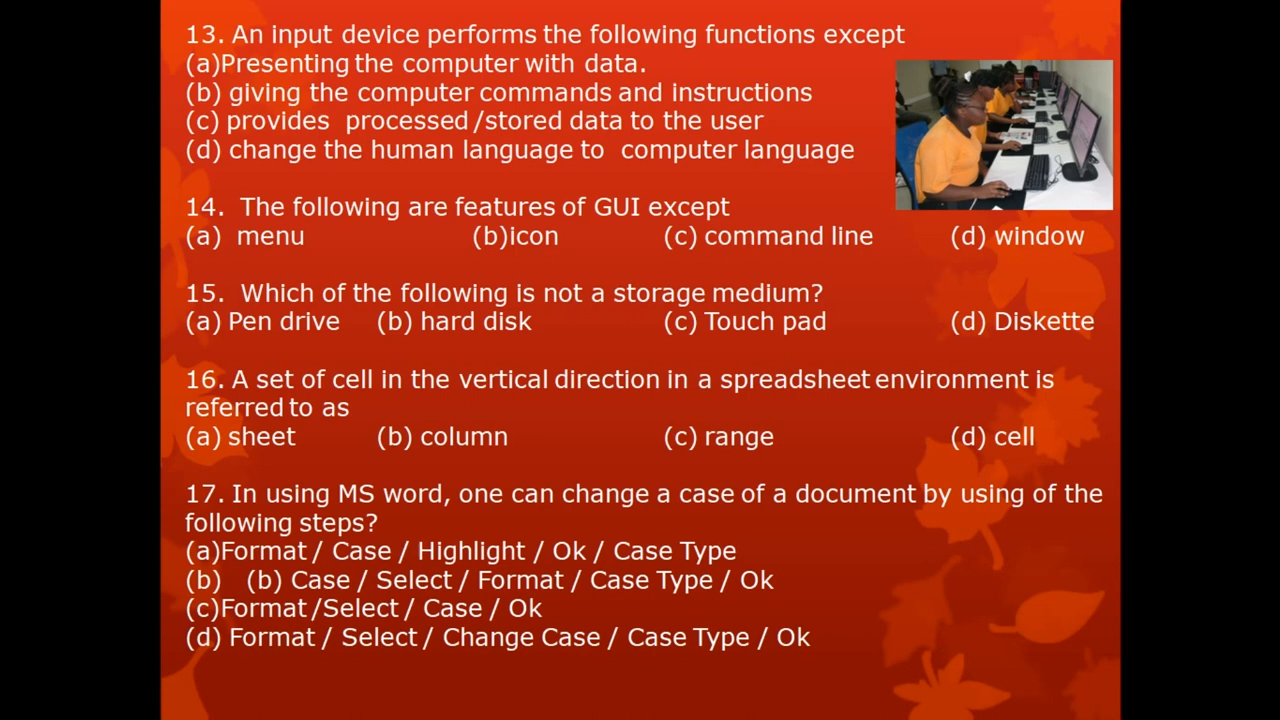 13. An input device performs the following functions except
(a)Presenting the computer with data.
(b) giving the computer commands and instructions
(c) provides processed /stored data to the user
(d) change the human language to computer language
14. The following are features of GUI except
(a) menu (b)icon (c) command line (d) window
15. Which of the following is not a storage medium?
(a) Pen drive (b) hard disk (c) Touch pad (d) Diskette
16. A set of cell in the vertical direction in a spreadsheet environment is
referred to as
(a) sheet (b) column (c) range (d) cell
17. In using MS word, one can change a case of a document by using of the
following steps?
(a)Format / Case / Highlight / Ok / Case Type
(b) (b) Case / Select / Format / Case Type / Ok
(c)Format /Select / Case / Ok
(d) Format / Select / Change Case / Case Type / Ok